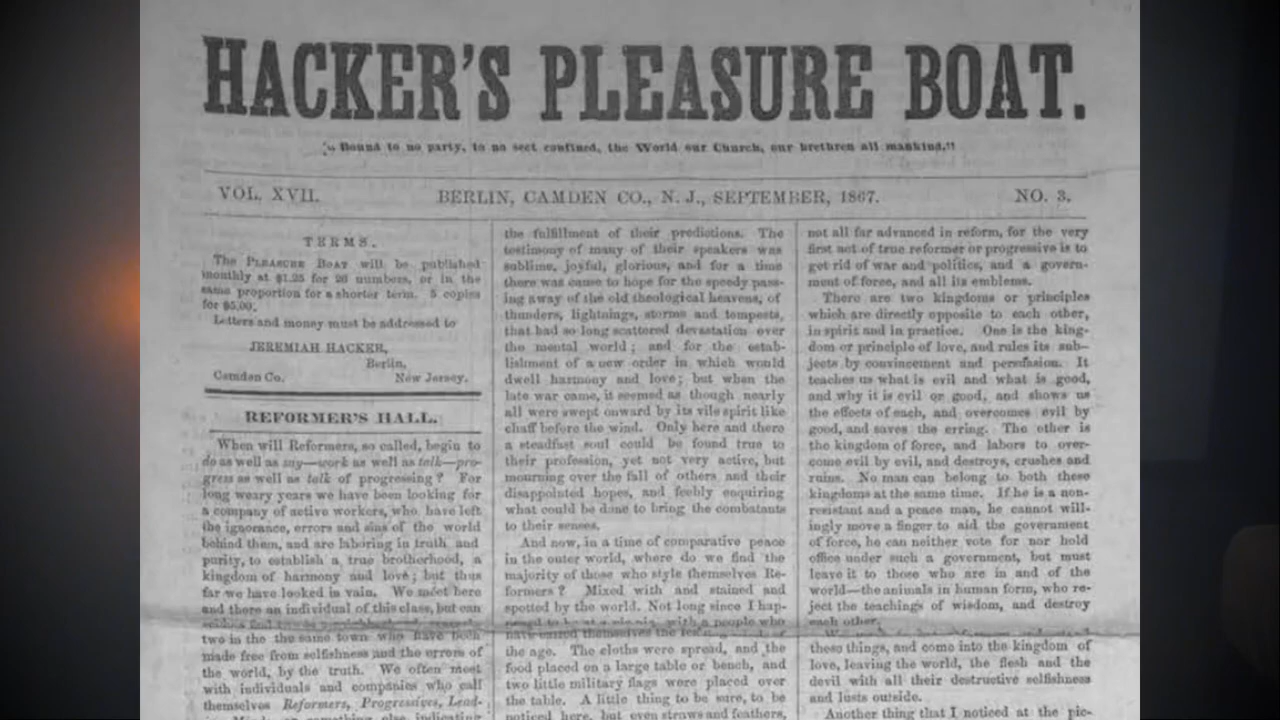 HACKER'S PLEASURE BOAT.
"Bound to no party, to no sect confined, the World our Church, our brethren all mankind."
VOL. XVII. BERLIN, CAMDEN CO., N. J., SEPTEMBER, 1867. NO. 3.
TERMS.
The PLEASURE BOAT will be published
monthly at $1.25 for 26 numbers, or in the
same proportion for a shorter term. 5 copies
for $5.00.
Letters and money must be addressed to
JEREMIAH HACKER,
Berlin,
Camden Co. New Jersey.
REFORMER'S HALL.
When will Reformers, so called, begin to
do as well as say—work as well as talk—pro-
gress as well as talk of progressing? For
long weary years we have been looking for
a company of active workers, who have left
the ignorance, errors and sins of the world
behind them, and are laboring in truth and
purity, to establish a true brotherhood, a
kingdom of harmony and love; but thus
far we have looked in vain. We meet here
and there an individual of this class, but can
two in the same town who have been
made free from selfishness and the errors of
the world, by the truth. We often meet
with individuals and companies who call
themselves Reformers, Progressives, Lead-
the fulfillment of their predictions. The
testimony of many of their speakers was
sublime, joyful, glorious, and for a time
there was cause to hope for the speedy pass-
ing away of the old theological heavens, of
thunders, lightnings, storms and tempests,
that had so long scattered devastation over
the mental world; and for the estab-
lishment of a new order in which would
dwell harmony and love; but when the
late war came, it seemed as though nearly
all were swept onward by its vile spirit like
chaff before the wind. Only here and there
a steadfast soul could be found true to
their profession, yet not very active, but
mourning over the fall of others and their
disappointed hopes, and feebly enquiring
what could be done to bring the combatants
to their senses.
And now, in a time of comparative peace
in the outer world, where do we find the
majority of those who style themselves Re-
formers? Mixed with and stained and
spotted by the world. Not long since I hap-
pened to be at a picnic, with a people who
the age. The cloths were spread, and the
food placed on a large table or bench, and
two little military flags were placed over
the table. A little thing to be sure, to be
noticed here, but even straws and feathers,
not all far advanced in reform, for the very
first act of true reformer or progressive is to
get rid of war and politics, and a govern-
ment of force, and all its emblems.
There are two kingdoms or principles
which are directly opposite to each other,
in spirit and in practice. One is the king-
dom or principle of love, and rules its sub-
jects by convincement and persuasion. It
teaches us what is evil and what is good,
and why it is evil or good, and shows us
the effects of each, and overcomes evil by
good, and saves the erring. The other is
the kingdom of force, and labors to over-
come evil by evil, and destroys, crushes and
ruins. No man can belong to both these
kingdoms at the same time. If he is a non-
resistant and a peace man, he cannot will-
ingly move a finger to aid the government
of force, he can neither vote for nor hold
office under such a government, but must
leave it to those who are in and of the
world—the animals in human form, who re-
ject the teachings of wisdom, and destroy
each other.
these things, and come into the kingdom of
love, leaving the world, the flesh and the
devil with all their destructive selfishness
and lusts outside.
Another thing that I noticed at the pic-